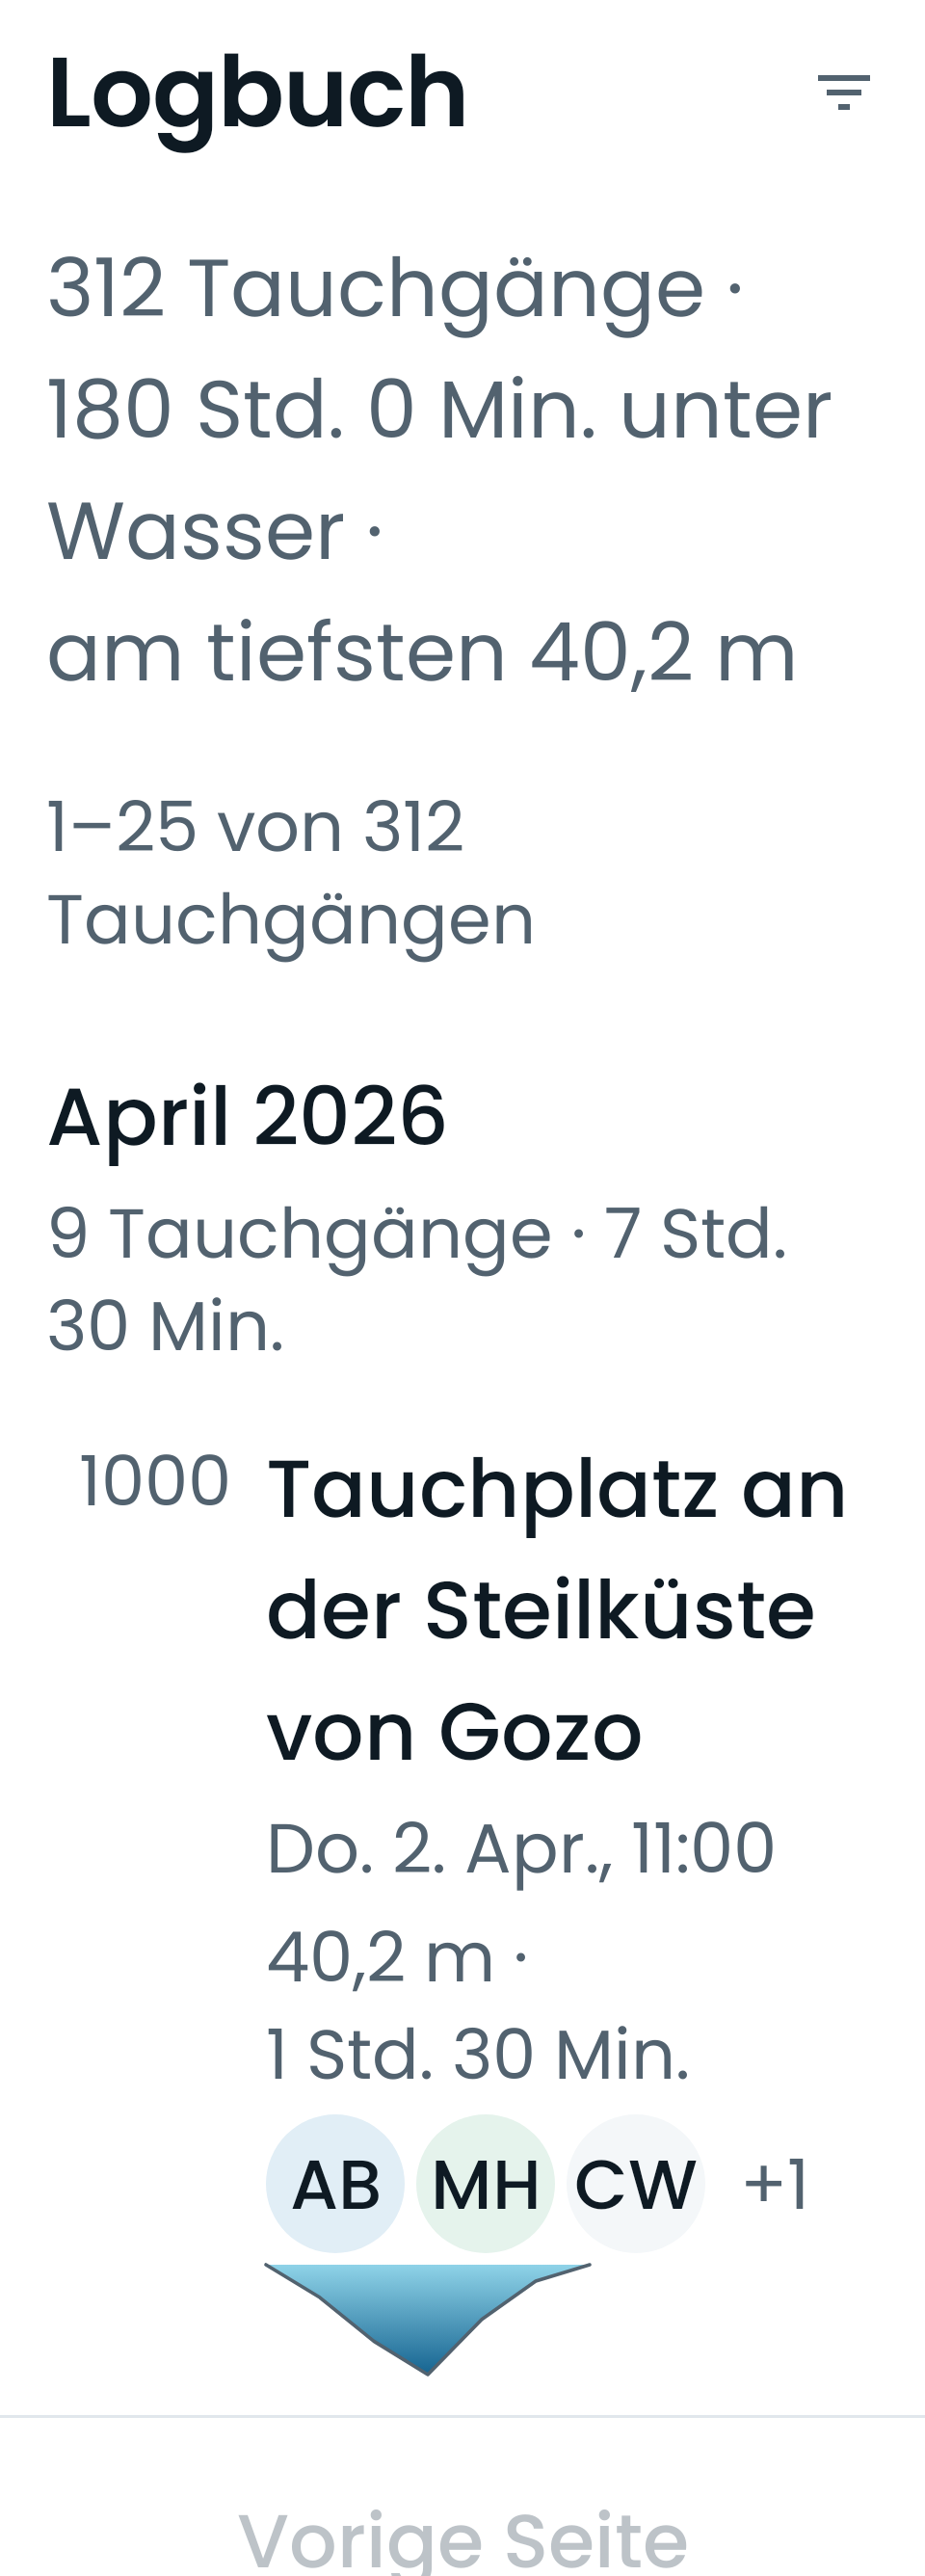 Logbuch
312 Tauchgänge ·
180 Std. 0 Min. unter
Wasser ·
am tiefsten 40,2 m
1–25 von 312
Tauchgängen
April 2026
9 Tauchgänge · 7 Std.
30 Min.
1000 Tauchplatz an
der Steilküste
von Gozo
Do. 2. Apr., 11:00
40,2 m ·
1 Std. 30 Min.
AB MH CW +1
Vorige Seite